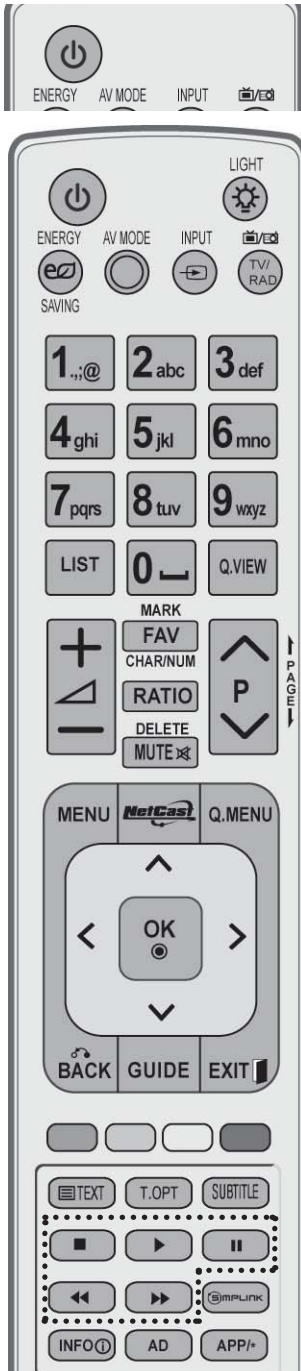 ENERGY AV MODE INPUT
LIGHT
ENERGY AV MODE INPUT
TV/
RAD
SAVING
1.,;@ 2abc 3def
4ghi 5jkl 6mno
7pqrs 8tuv 9wxyz
LIST 0 Q.VIEW
MARK
FAV
CHAR/NUM
RATIO
P
PAGE
DELETE
MUTE
MENU NetCast Q.MENU
OK
BACK GUIDE EXIT
TEXT T.OPT SUBTITLE
SIMPLINK
INFO AD APP/*